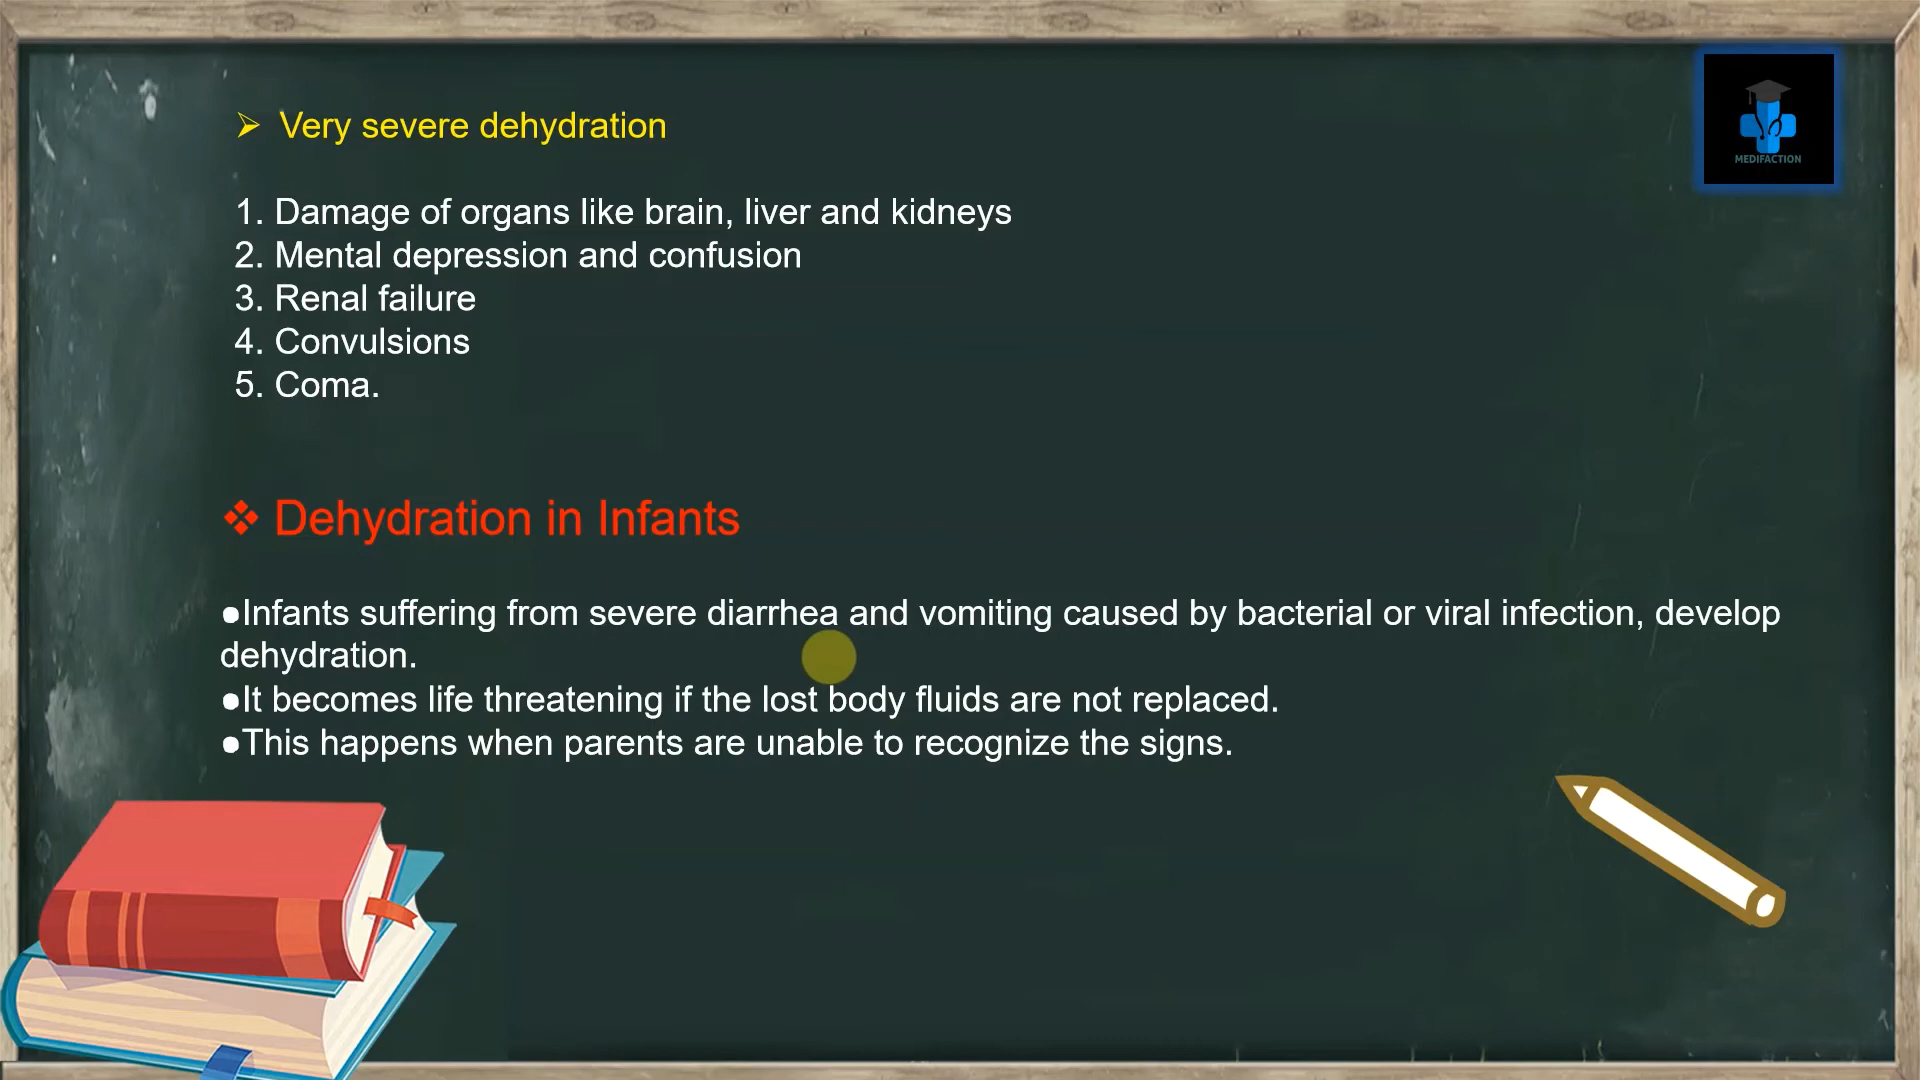 MEDIFACTION
➢ Very severe dehydration
1. Damage of organs like brain, liver and kidneys
2. Mental depression and confusion
3. Renal failure
4. Convulsions
5. Coma.
❖ Dehydration in Infants
●Infants suffering from severe diarrhea and vomiting caused by bacterial or viral infection, develop
dehydration.
●It becomes life threatening if the lost body fluids are not replaced.
●This happens when parents are unable to recognize the signs.